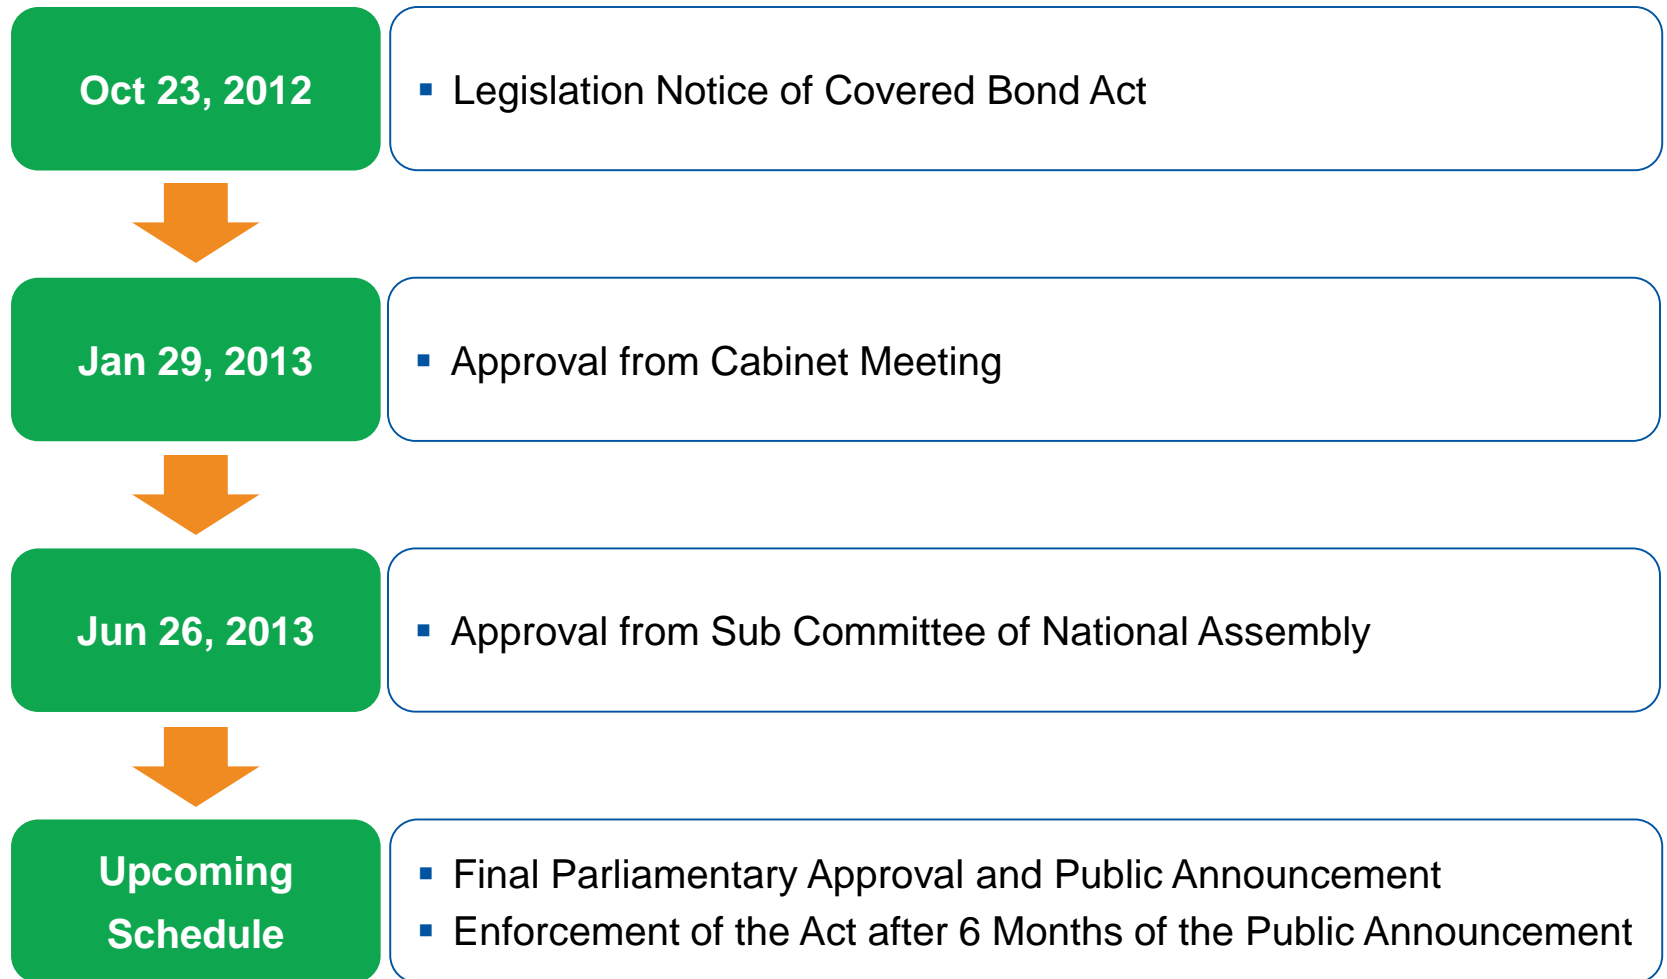 Oct 23, 2012
▪ Legislation Notice of Covered Bond Act
Jan 29, 2013
▪ Approval from Cabinet Meeting
Jun 26, 2013
▪ Approval from Sub Committee of National Assembly
Upcoming
Schedule
▪ Final Parliamentary Approval and Public Announcement
▪ Enforcement of the Act after 6 Months of the Public Announcement